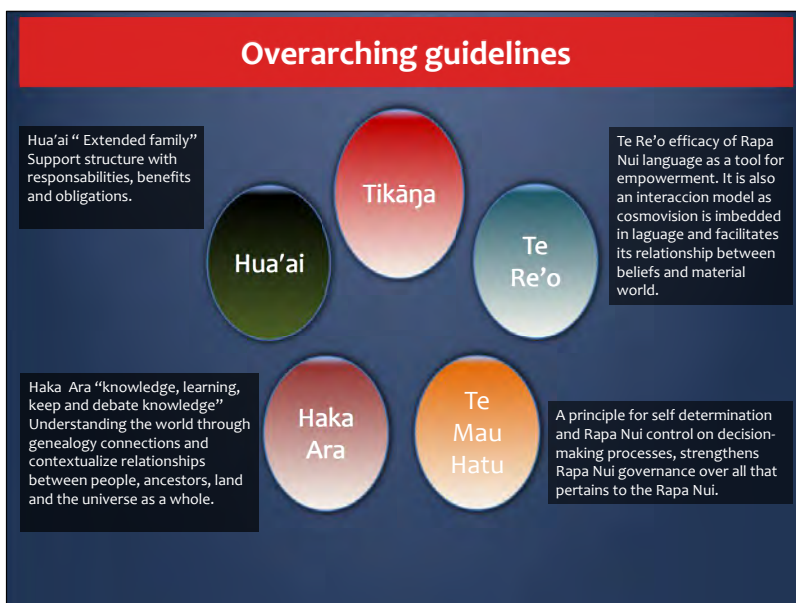 Overarching guidelines
Hua'ai “ Extended family”
Support structure with
responsabilities, benefits
and obligations.
Tikāŋa
Te Re’o efficacy of Rapa
Nui language as a tool for
empowerment. It is also
an interaccion model as
cosmovision is imbedded
in laguage and facilitates
its relationship between
beliefs and material
world.
Hua'ai
Te
Re’o
Haka Ara “knowledge, learning,
keep and debate knowledge”
Understanding the world through
genealogy connections and
contextualize relationships
between people, ancestors, land
and the universe as a whole.
Haka
Ara
Te
Mau
Hatu
A principle for self determination
and Rapa Nui control on decision-
making processes, strengthens
Rapa Nui governance over all that
pertains to the Rapa Nui.